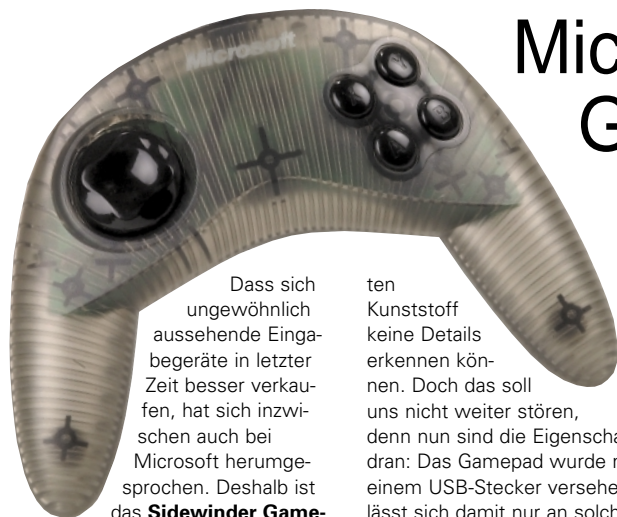 Microsoft
Mic
G
Dass sich
ungewöhnlich
aussehende Einga-
begeräte in letzter
Zeit besser verkau-
fen, hat sich inzwi-
schen auch bei
Microsoft herumge-
sprochen. Deshalb ist
das Sidewinder Game-
ten
Kunststoff
keine Details
erkennen kön-
nen. Doch das soll
uns nicht weiter stören,
denn nun sind die Eigenscha
dran: Das Gamepad wurde
einem USB-Stecker versehe
lässt sich damit nur an solch